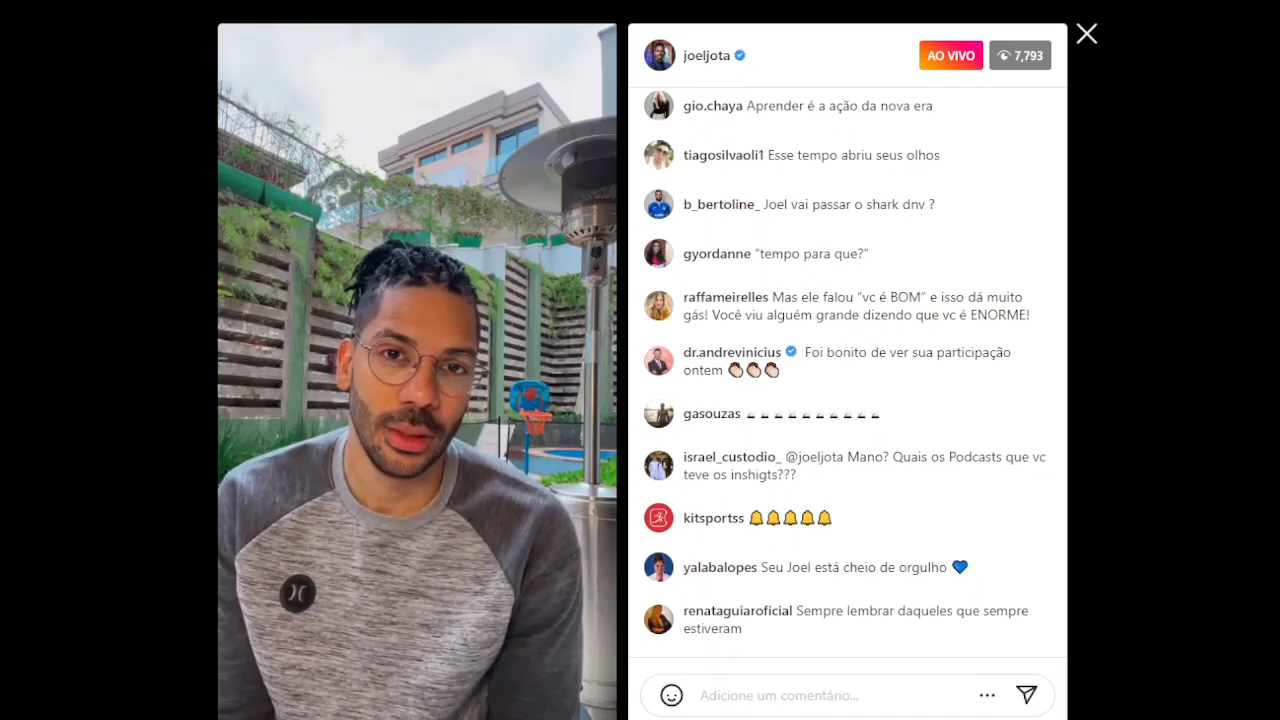 joeljota
AO VIVO
7,793
gio.chaya Aprender é a ação da nova era
tiagosilvaoli1 Esse tempo abriu seus olhos
b_bertoline_ Joel vai passar o shark dnv ?
gyordanne "tempo para que?"
raffameirelles Mas ele falou "vc é BOM" e isso dá muito
gás! Você viu alguém grande dizendo que vc é ENORME!
dr.andrevinicius Foi bonito de ver sua participação
ontem 👏🏻👏🏻👏🏻
gasouzas
israel_custodio_ @joeljota Mano? Quais os Podcasts que vc
teve os inshigts???
kitsportss 🔔🔔🔔🔔🔔
yalabalopes Seu Joel está cheio de orgulho 💙
renataguiaroficial Sempre lembrar daqueles que sempre
estiveram
Adicione um comentário...